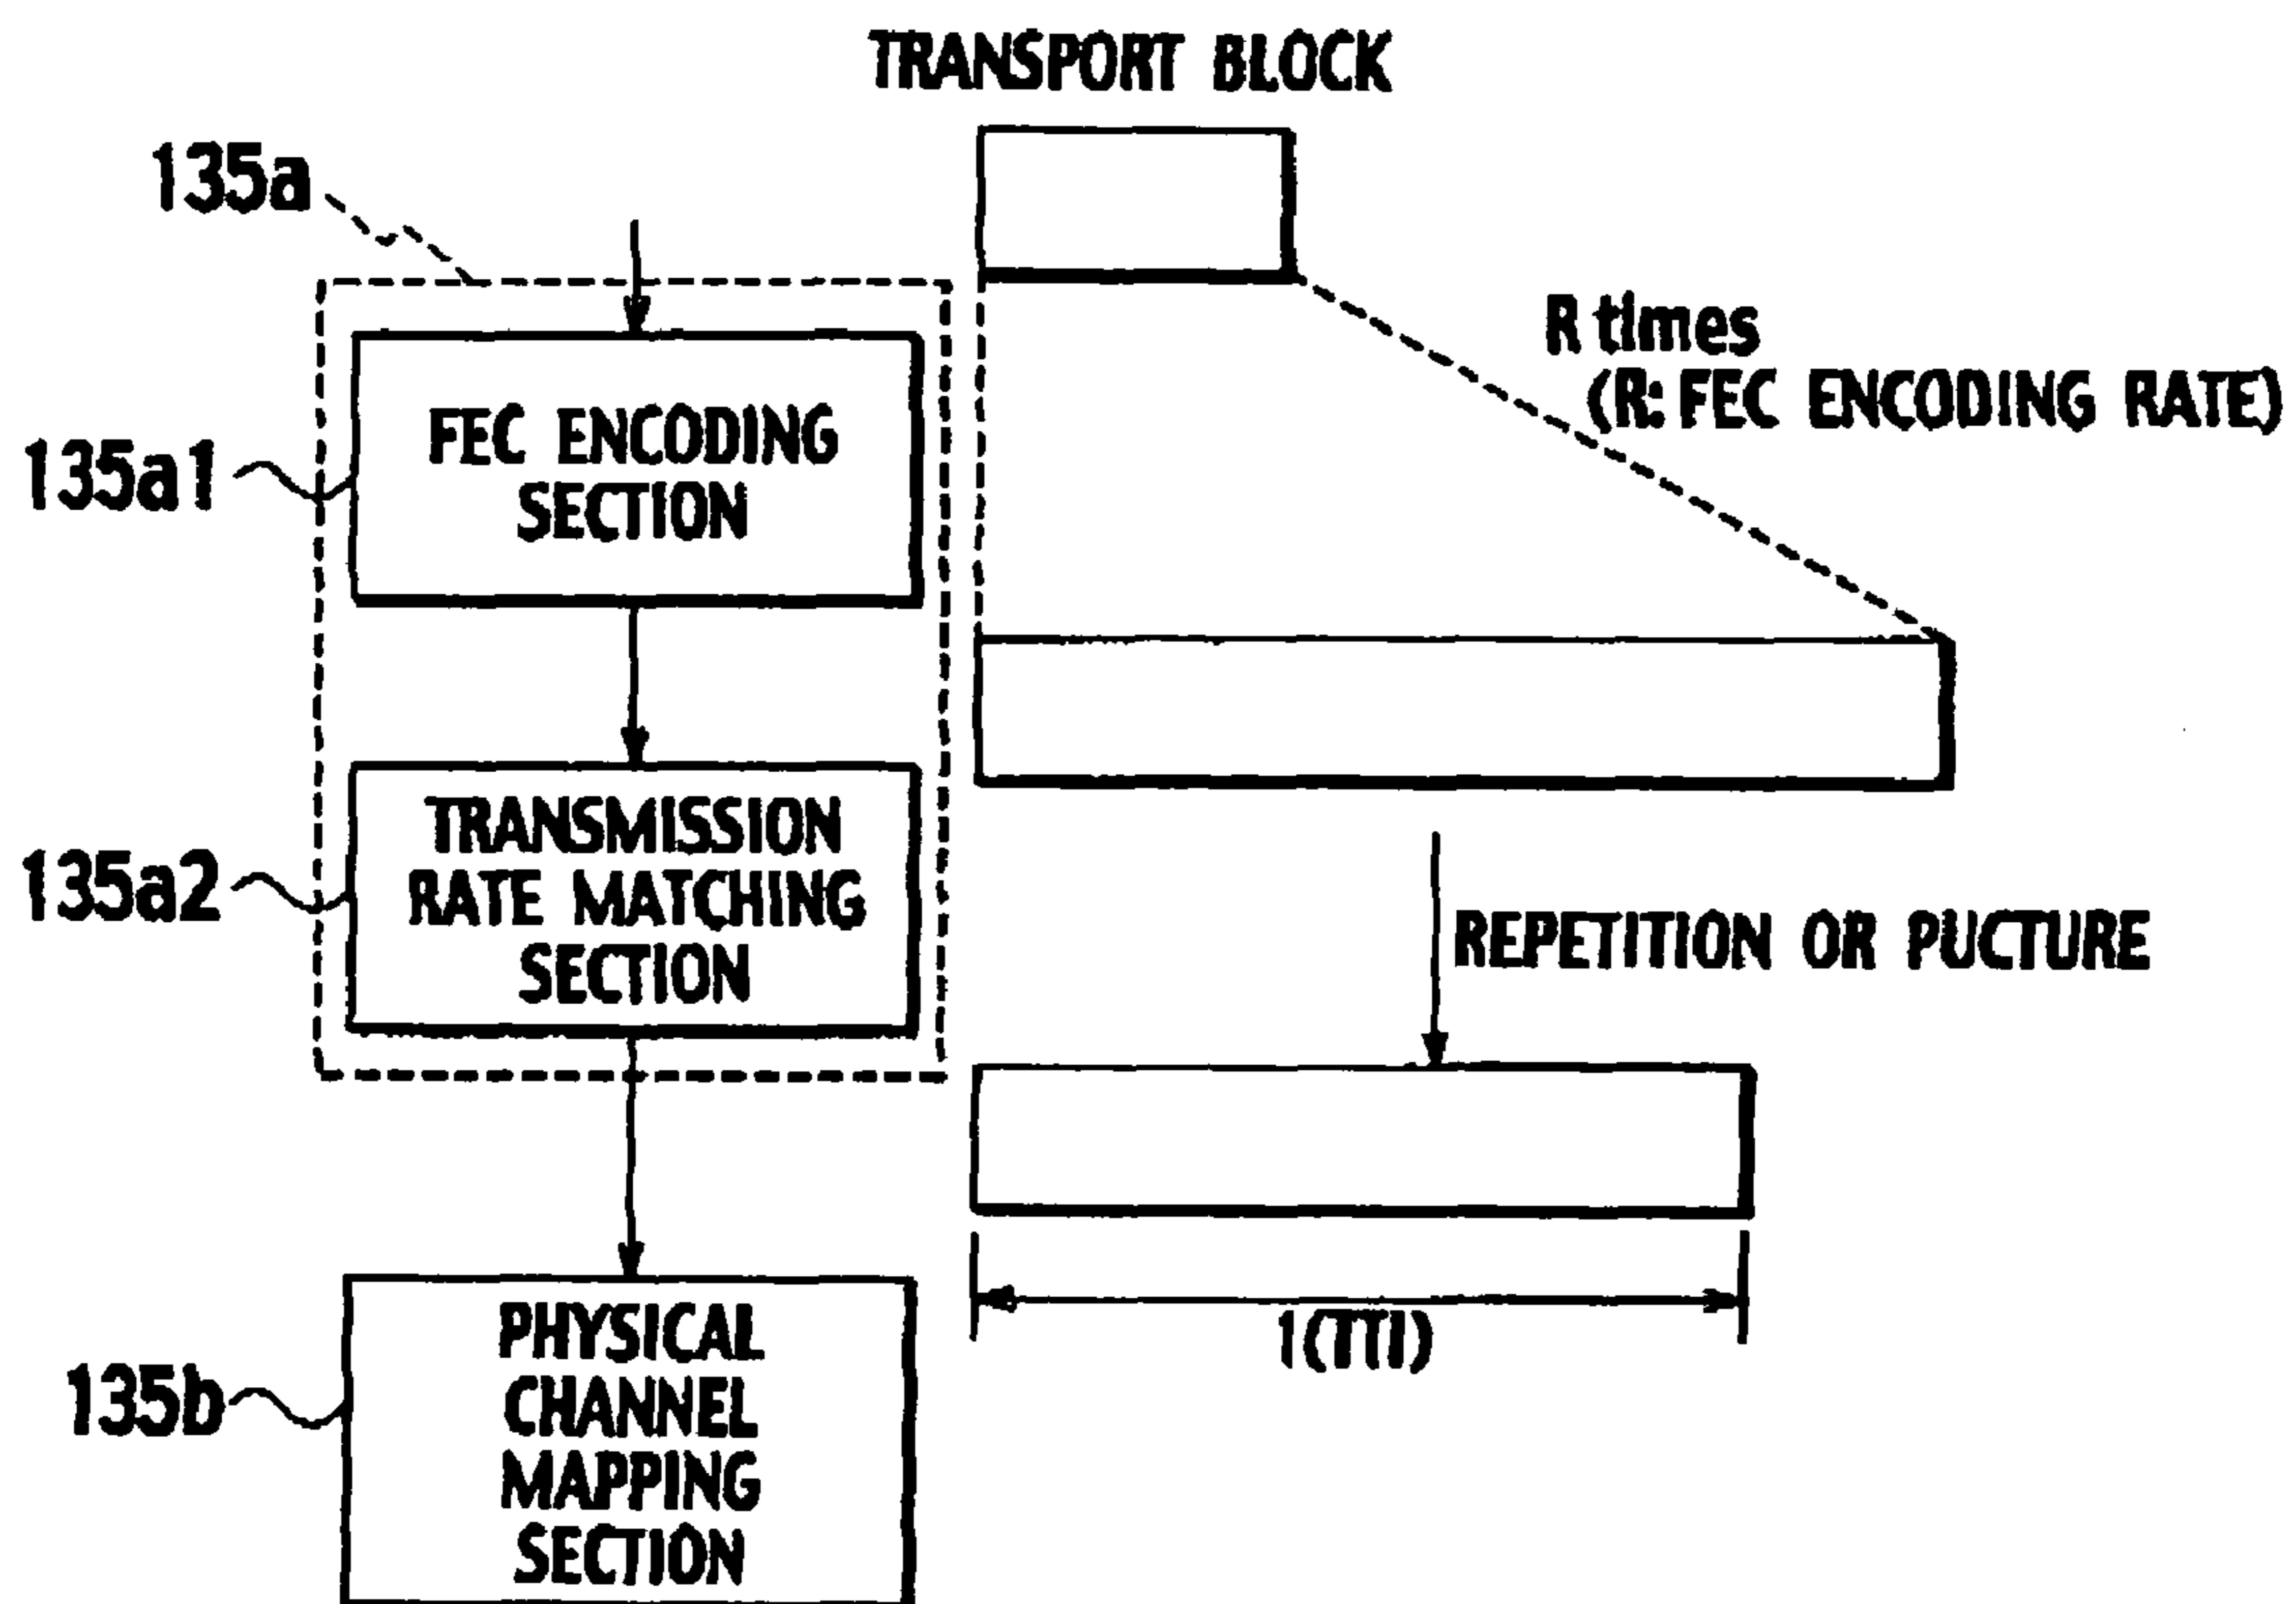 TRANSPORT BLOCK
135a
R times
(R: FEC ENCODING RATE)
135a1
FEC ENCODING
SECTION
135a2
TRANSMISSION
RATE MATCHING
SECTION
REPETITION OR PUCTURE
1(TTI)
135b
PHYSICAL
CHANNEL
MAPPING
SECTION